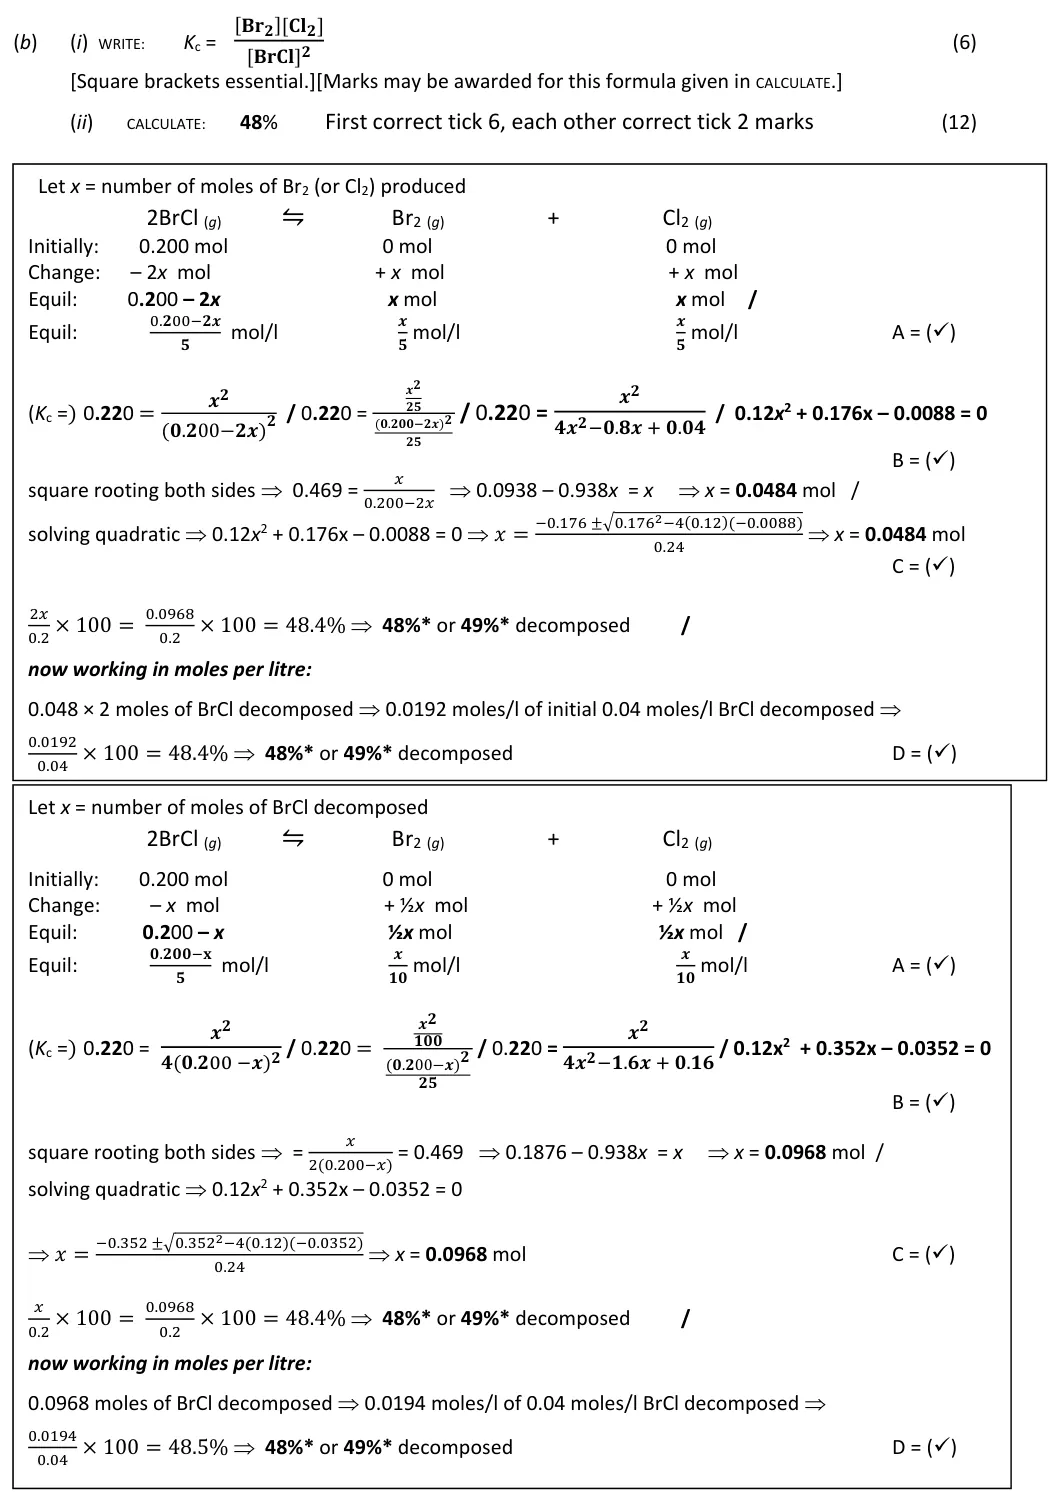 (b) (i) WRITE: Kc = [Br₂][Cl₂] / [BrCl]² (6)
[Square brackets essential.][Marks may be awarded for this formula given in CALCULATE.]
(ii) CALCULATE: 48% First correct tick 6, each other correct tick 2 marks (12)
Let x = number of moles of Br₂ (or Cl₂) produced
2BrCl (g) ⇋ Br₂ (g) + Cl₂ (g)
Initially: 0.200 mol 0 mol 0 mol
Change: – 2x mol + x mol + x mol
Equil: 0.200 – 2x x mol x mol /
Equil: (0.200−2x)/5 mol/l x/5 mol/l x/5 mol/l A = (✓)
(Kc =) 0.220 = x²/(0.200−2x)² / 0.220 = (x²/25)/((0.200−2x)²/25) / 0.220 = x²/(4x²−0.8x + 0.04) / 0.12x² + 0.176x – 0.0088 = 0
B = (✓)
square rooting both sides ⇒ 0.469 = x/(0.200−2x) ⇒ 0.0938 – 0.938x = x ⇒ x = 0.0484 mol /
solving quadratic ⇒ 0.12x² + 0.176x – 0.0088 = 0 ⇒ x = (−0.176 ±√(0.176²−4(0.12)(−0.0088)))/0.24 ⇒ x = 0.0484 mol
C = (✓)
2x/0.2 × 100 = 0.0968/0.2 × 100 = 48.4% ⇒ 48%* or 49%* decomposed /
now working in moles per litre:
0.048 × 2 moles of BrCl decomposed ⇒ 0.0192 moles/l of initial 0.04 moles/l BrCl decomposed ⇒
0.0192/0.04 × 100 = 48.4% ⇒ 48%* or 49%* decomposed D = (✓)
Let x = number of moles of BrCl decomposed
2BrCl (g) ⇋ Br₂ (g) + Cl₂ (g)
Initially: 0.200 mol 0 mol 0 mol
Change: – x mol + ½x mol + ½x mol
Equil: 0.200 – x ½x mol ½x mol /
Equil: (0.200−x)/5 mol/l x/10 mol/l x/10 mol/l A = (✓)
(Kc =) 0.220 = x²/(4(0.200 −x)²) / 0.220 = (x²/100)/((0.200−x)²/25) / 0.220 = x²/(4x²−1.6x + 0.16) / 0.12x² + 0.352x – 0.0352 = 0
B = (✓)
square rooting both sides ⇒ = x/(2(0.200−x)) = 0.469 ⇒ 0.1876 – 0.938x = x ⇒ x = 0.0968 mol /
solving quadratic ⇒ 0.12x² + 0.352x – 0.0352 = 0
⇒ x = (−0.352 ±√(0.352²−4(0.12)(−0.0352)))/0.24 ⇒ x = 0.0968 mol C = (✓)
x/0.2 × 100 = 0.0968/0.2 × 100 = 48.4% ⇒ 48%* or 49%* decomposed /
now working in moles per litre:
0.0968 moles of BrCl decomposed ⇒ 0.0194 moles/l of 0.04 moles/l BrCl decomposed ⇒
0.0194/0.04 × 100 = 48.5% ⇒ 48%* or 49%* decomposed D = (✓)